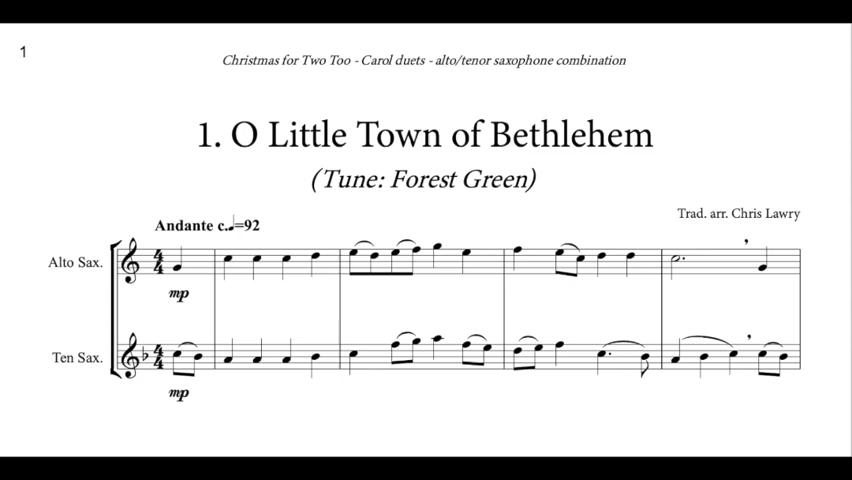 1
Christmas for Two Too - Carol duets - alto/tenor saxophone combination
1. O Little Town of Bethlehem
(Tune: Forest Green)
Trad. arr. Chris Lawry
Andante c.♩=92
Alto Sax.
mp
Ten Sax.
mp